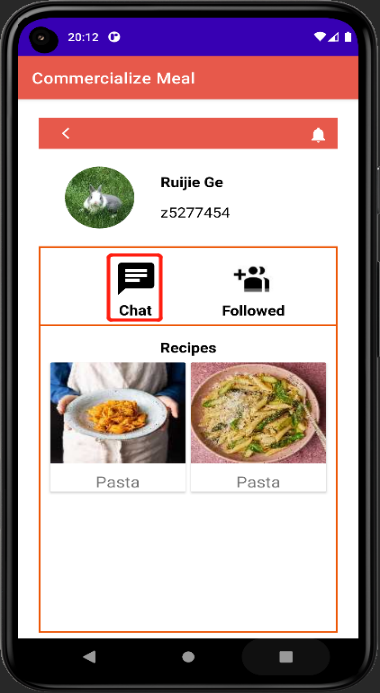 20:12
Commercialize Meal
Ruijie Ge
z5277454
Chat
Followed
Recipes
Pasta
Pasta